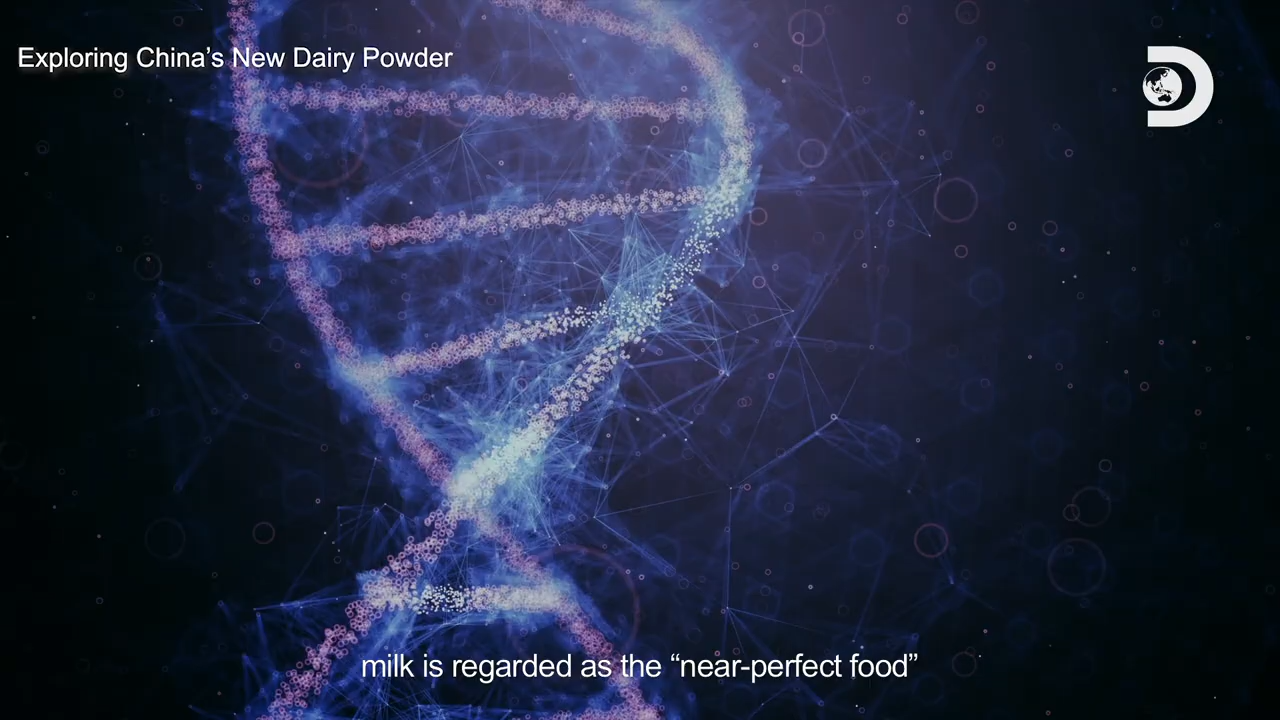 Exploring China’s New Dairy Powder
milk is regarded as the “near-perfect food”